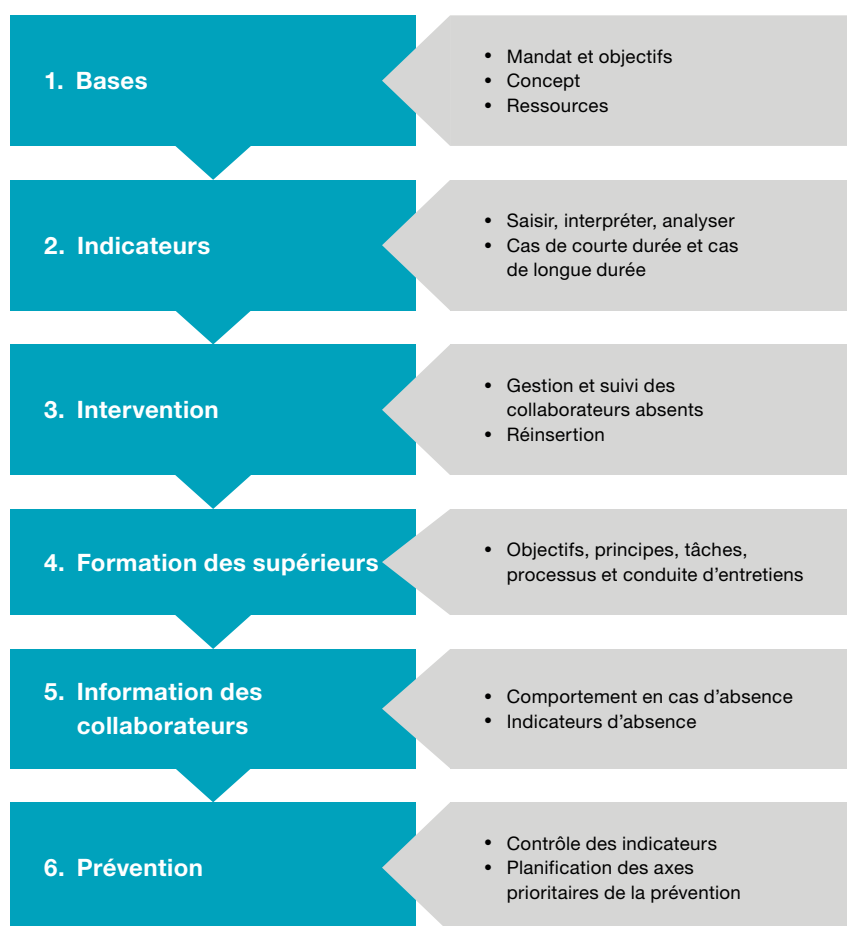 1. Bases
• Mandat et objectifs
• Concept
• Ressources
2. Indicateurs
• Saisir, interpréter, analyser
• Cas de courte durée et cas
de longue durée
3. Intervention
• Gestion et suivi des
collaborateurs absents
• Réinsertion
4. Formation des supérieurs
• Objectifs, principes, tâches,
processus et conduite d’entretiens
5. Information des
collaborateurs
• Comportement en cas d’absence
• Indicateurs d’absence
6. Prévention
• Contrôle des indicateurs
• Planification des axes
prioritaires de la prévention